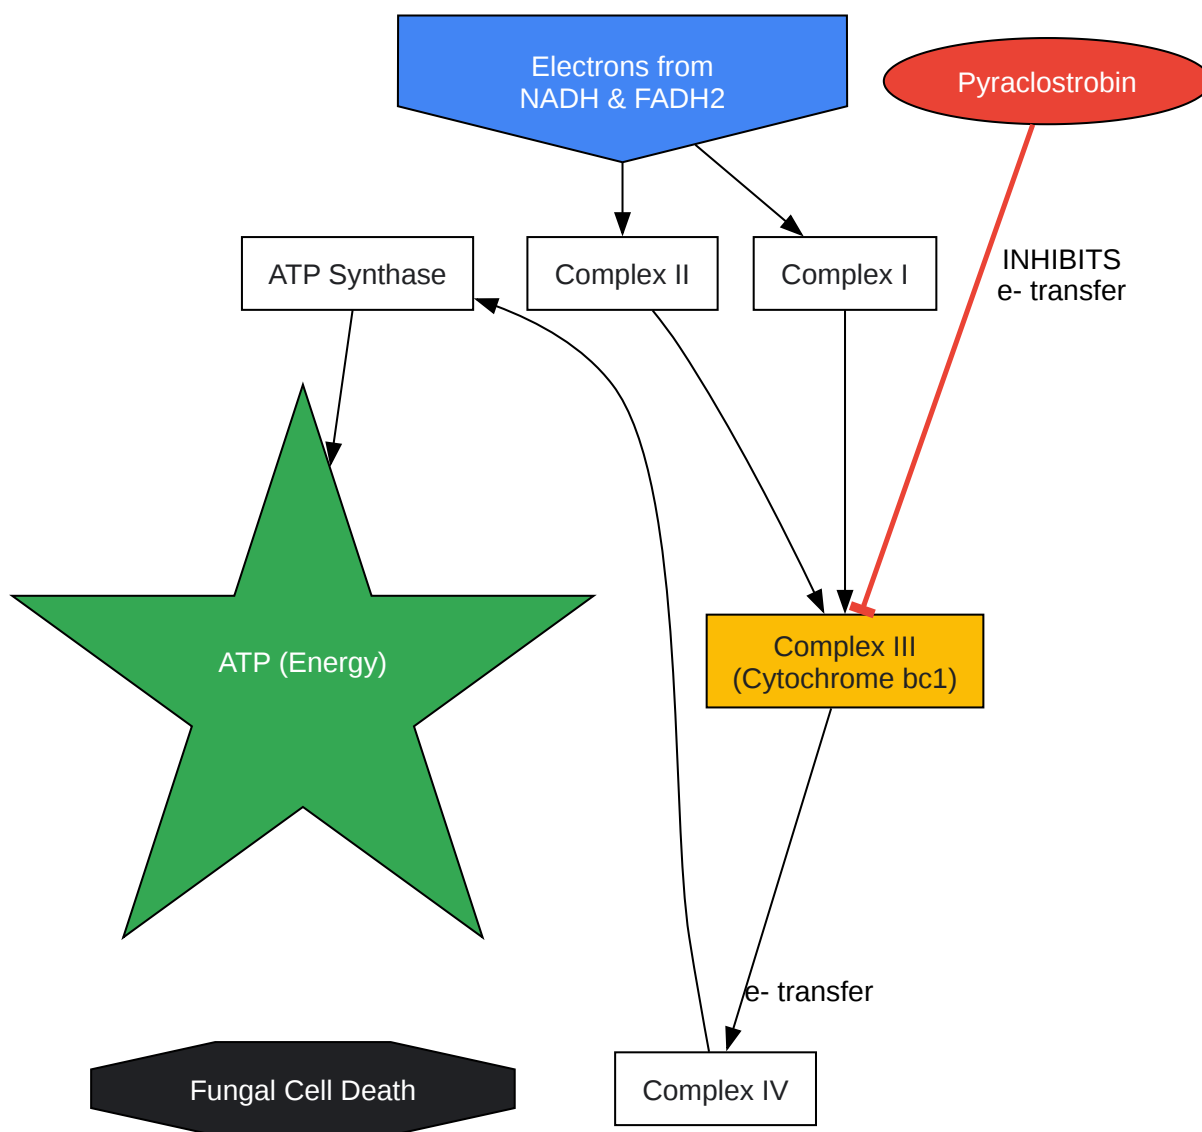 Electrons from
NADH & FADH2
Pyraclostrobin
ATP Synthase
Complex II
Complex I
INHIBITS
e- transfer
ATP (Energy)
Complex III
(Cytochrome bc1)
e- transfer
Fungal Cell Death
Complex IV